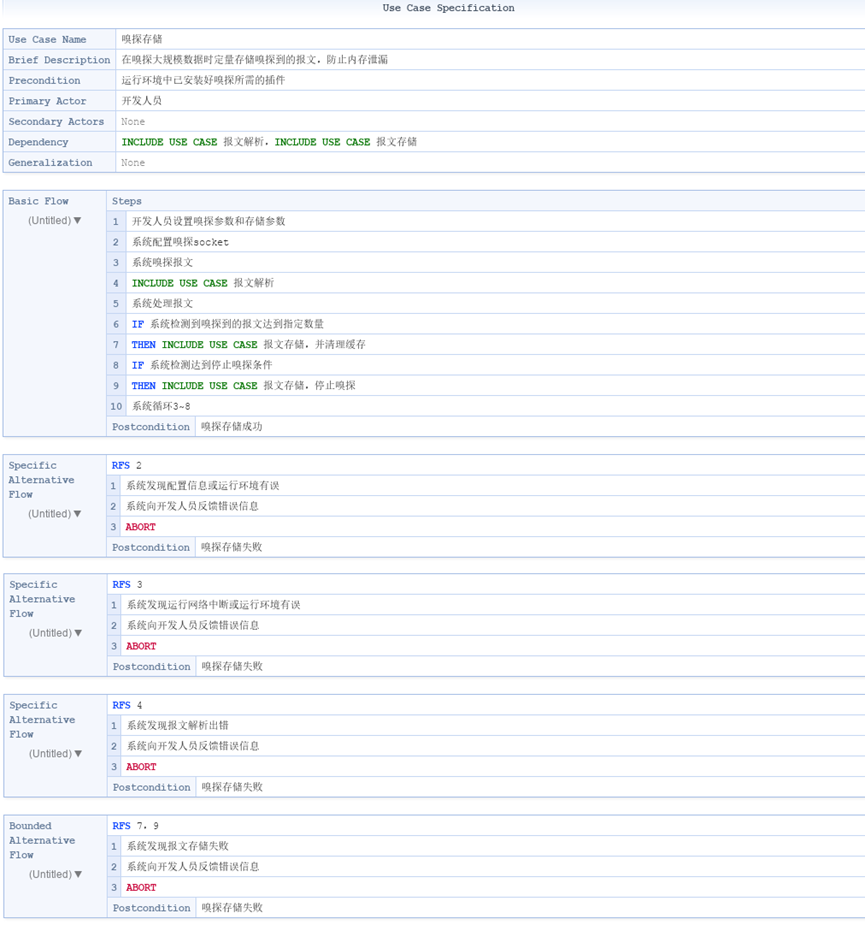 Use Case Specification
Use Case Name 嗅探存储
Brief Description 在嗅探大规模数据时定量存储嗅探到的报文，防止内存泄漏
Precondition 运行环境中已安装好嗅探所需的插件
Primary Actor 开发人员
Secondary Actors None
Dependency INCLUDE USE CASE 报文解析，INCLUDE USE CASE 报文存储
Generalization None
Basic Flow Steps
(Untitled) ▼
1 开发人员设置嗅探参数和存储参数
2 系统配置嗅探socket
3 系统嗅探报文
4 INCLUDE USE CASE 报文解析
5 系统处理报文
6 IF 系统检测到嗅探到的报文达到指定数量
7 THEN INCLUDE USE CASE 报文存储，并清理缓存
8 IF 系统检测达到停止嗅探条件
9 THEN INCLUDE USE CASE 报文存储，停止嗅探
10 系统循环3~8
Postcondition 嗅探存储成功
Specific Alternative Flow
(Untitled) ▼
RFS 2
1 系统发现配置信息或运行环境有误
2 系统向开发人员反馈错误信息
3 ABORT
Postcondition 嗅探存储失败
Specific Alternative Flow
(Untitled) ▼
RFS 3
1 系统发现运行网络中断或运行环境有误
2 系统向开发人员反馈错误信息
3 ABORT
Postcondition 嗅探存储失败
Specific Alternative Flow
(Untitled) ▼
RFS 4
1 系统发现报文解析出错
2 系统向开发人员反馈错误信息
3 ABORT
Postcondition 嗅探存储失败
Bounded Alternative Flow
(Untitled) ▼
RFS 7，9
1 系统发现报文存储失败
2 系统向开发人员反馈错误信息
3 ABORT
Postcondition 嗅探存储失败